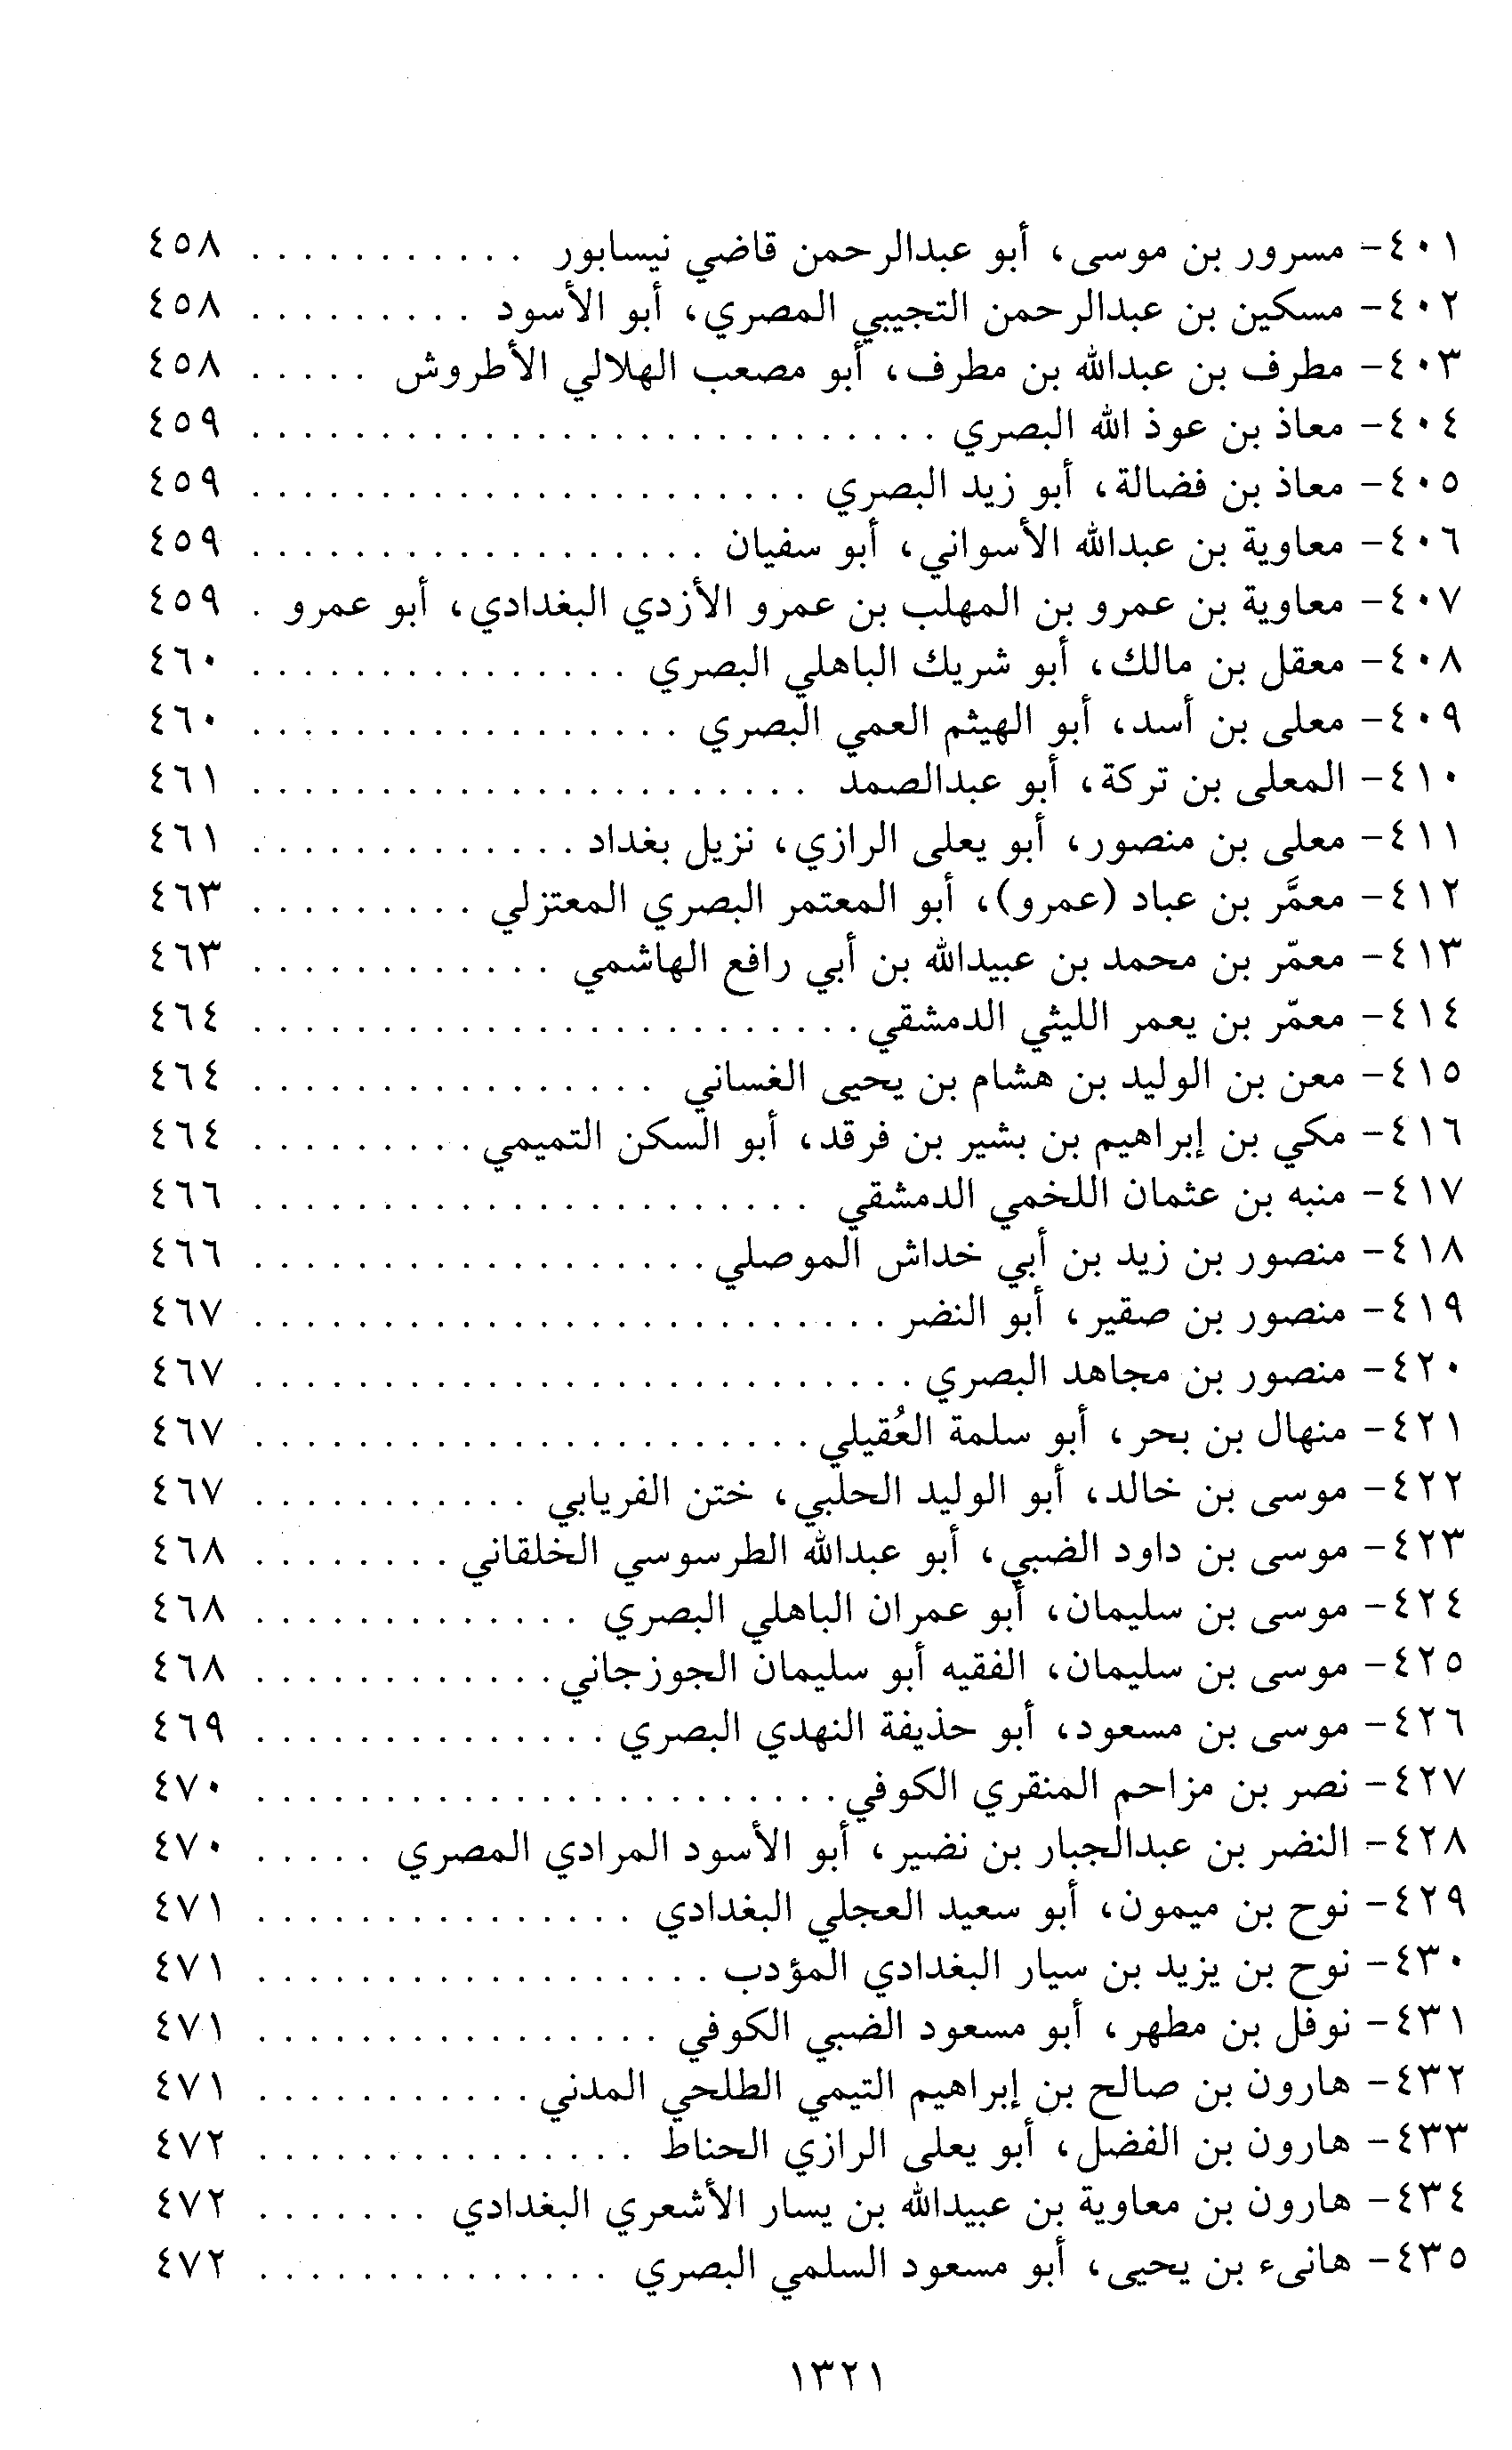 ٤٠١- مسرور بن موسى، أبو عبدالرحمن قاضي نيسابور . . . . . . . . . . . ٤٥٨
٤٠٢- مسكين بن عبدالرحمن التجيبي المصري، أبو الأسود . . . . . . . . . ٤٥٨
٤٠٣- مطرف بن عبدالله بن مطرف، أبو مصعب الهلالي الأطروش . . . . . ٤٥٨
٤٠٤- معاذ بن عوذ الله البصري . . . . . . . . . . . . . . . . . . . . . . . . . . . ٤٥٩
٤٠٥- معاذ بن فضالة، أبو زيد البصري . . . . . . . . . . . . . . . . . . . . . . ٤٥٩
٤٠٦- معاوية بن عبدالله الأسواني، أبو سفيان . . . . . . . . . . . . . . . . . . ٤٥٩
٤٠٧- معاوية بن عمرو بن المهلب بن عمرو الأزدي البغدادي، أبو عمرو . ٤٥٩
٤٠٨- معقل بن مالك، أبو شريك الباهلي البصري . . . . . . . . . . . . . . . ٤٦٠
٤٠٩- معلى بن أسد، أبو الهيثم العمي البصري . . . . . . . . . . . . . . . . . ٤٦٠
٤١٠- المعلى بن تركة، أبو عبدالصمد . . . . . . . . . . . . . . . . . . . . . . ٤٦١
٤١١- معلى بن منصور، أبو يعلى الرازي، نزيل بغداد . . . . . . . . . . . . . ٤٦١
٤١٢- معمَّر بن عباد (عمرو)، أبو المعتمر البصري المعتزلي . . . . . . . . . ٤٦٣
٤١٣- معمّر بن محمد بن عبيدالله بن أبي رافع الهاشمي . . . . . . . . . . . . ٤٦٣
٤١٤- معمّر بن يعمر الليثي الدمشقي . . . . . . . . . . . . . . . . . . . . . . . . ٤٦٤
٤١٥- معن بن الوليد بن هشام بن يحيى الغساني . . . . . . . . . . . . . . . . ٤٦٤
٤١٦- مكي بن إبراهيم بن بشير بن فرقد، أبو السكن التميمي . . . . . . . . . ٤٦٤
٤١٧- منبه بن عثمان اللخمي الدمشقي . . . . . . . . . . . . . . . . . . . . . . ٤٦٦
٤١٨- منصور بن زيد بن أبي خداش الموصلي . . . . . . . . . . . . . . . . . . ٤٦٦
٤١٩- منصور بن صقير، أبو النضر . . . . . . . . . . . . . . . . . . . . . . . . . ٤٦٧
٤٢٠- منصور بن مجاهد البصري . . . . . . . . . . . . . . . . . . . . . . . . . . ٤٦٧
٤٢١- منهال بن بحر، أبو سلمة العُقيلي . . . . . . . . . . . . . . . . . . . . . . ٤٦٧
٤٢٢- موسى بن خالد، أبو الوليد الحلبي، ختن الفريابي . . . . . . . . . . . ٤٦٧
٤٢٣- موسى بن داود الضبي، أبو عبدالله الطرسوسي الخلقاني . . . . . . . . ٤٦٨
٤٢٤- موسى بن سليمان، أبو عمران الباهلي البصري . . . . . . . . . . . . . ٤٦٨
٤٢٥- موسى بن سليمان، الفقيه أبو سليمان الجوزجاني . . . . . . . . . . . . ٤٦٨
٤٢٦- موسى بن مسعود، أبو حذيفة النهدي البصري . . . . . . . . . . . . . . ٤٦٩
٤٢٧- نصر بن مزاحم المنقري الكوفي . . . . . . . . . . . . . . . . . . . . . . . ٤٧٠
٤٢٨- النضر بن عبدالجبار بن نضير، أبو الأسود المرادي المصري . . . . . ٤٧٠
٤٢٩- نوح بن ميمون، أبو سعيد العجلي البغدادي . . . . . . . . . . . . . . . ٤٧١
٤٣٠- نوح بن يزيد بن سيار البغدادي المؤدب . . . . . . . . . . . . . . . . . . ٤٧١
٤٣١- نوفل بن مطهر، أبو مسعود الضبي الكوفي . . . . . . . . . . . . . . . . ٤٧١
٤٣٢- هارون بن صالح بن إبراهيم التيمي الطلحي المدني . . . . . . . . . . . ٤٧١
٤٣٣- هارون بن الفضل، أبو يعلى الرازي الحناط . . . . . . . . . . . . . . . ٤٧٢
٤٣٤- هارون بن معاوية بن عبيدالله بن يسار الأشعري البغدادي . . . . . . . ٤٧٢
٤٣٥- هانىء بن يحيى، أبو مسعود السلمي البصري . . . . . . . . . . . . . . ٤٧٢
١٣٢١